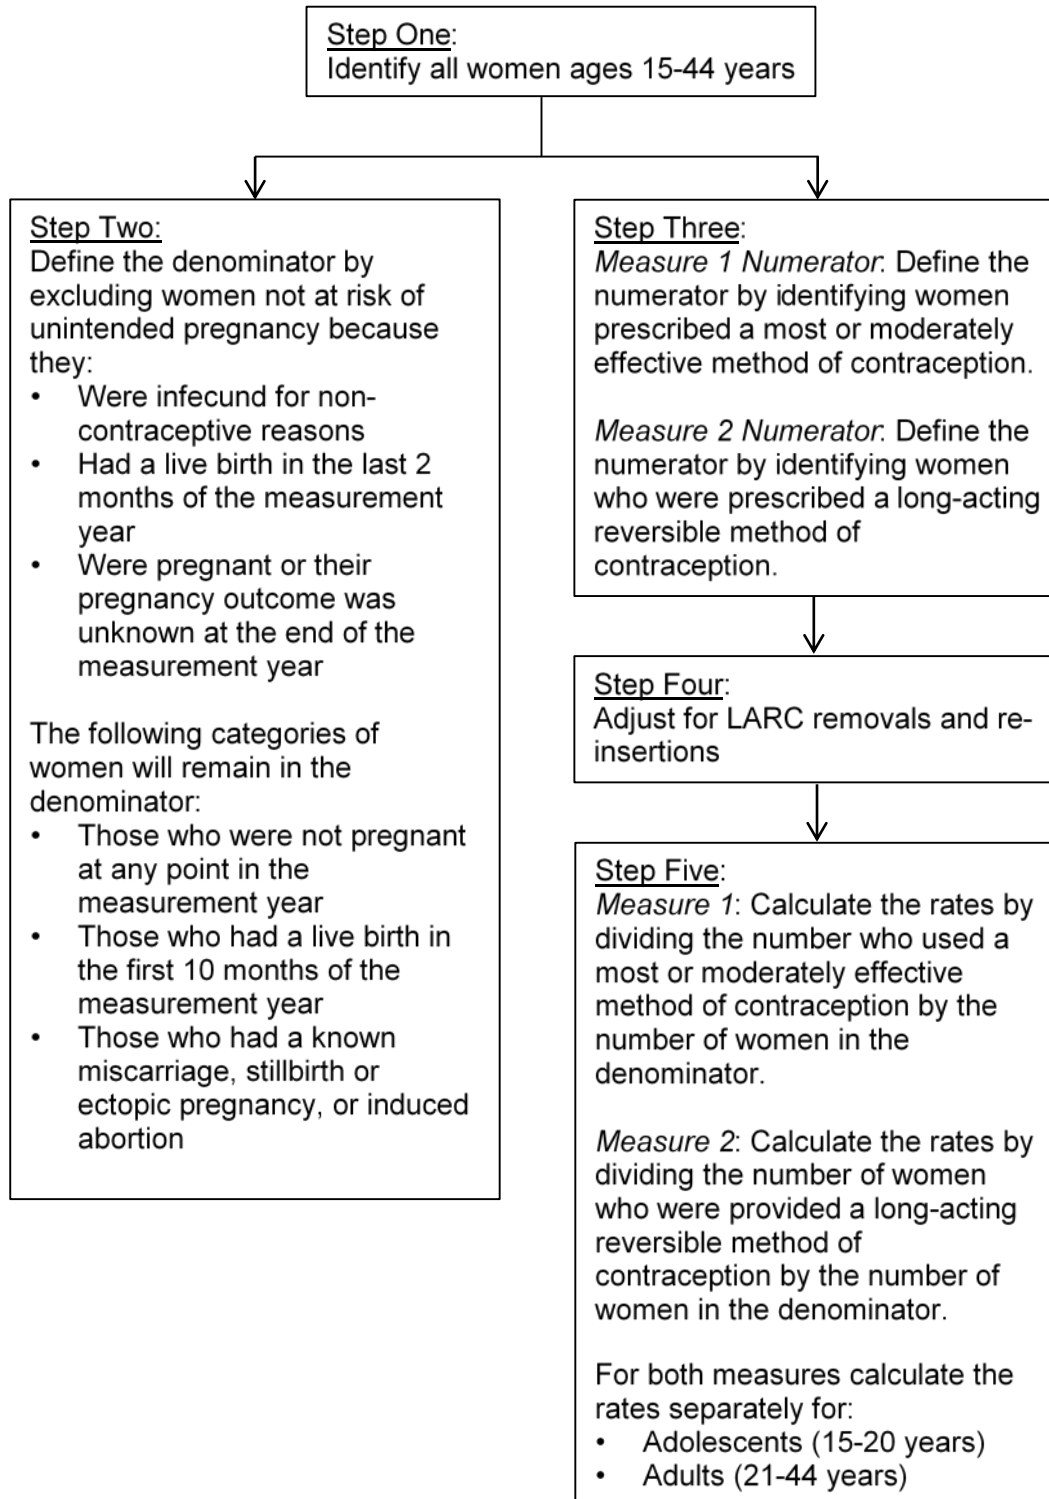 Step One:
Identify all women ages 15-44 years
Step Two:
Define the denominator by
excluding women not at risk of
unintended pregnancy because
they:
• Were infecund for non-
contraceptive reasons
• Had a live birth in the last 2
months of the measurement
year
• Were pregnant or their
pregnancy outcome was
unknown at the end of the
measurement year
The following categories of
women will remain in the
denominator:
• Those who were not pregnant
at any point in the
measurement year
• Those who had a live birth in
the first 10 months of the
measurement year
• Those who had a known
miscarriage, stillbirth or
ectopic pregnancy, or induced
abortion
Step Three:
Measure 1 Numerator: Define the
numerator by identifying women
prescribed a most or moderately
effective method of contraception.
Measure 2 Numerator: Define the
numerator by identifying women
who were prescribed a long-acting
reversible method of
contraception.
Step Four:
Adjust for LARC removals and re-
insertions
Step Five:
Measure 1: Calculate the rates by
dividing the number who used a
most or moderately effective
method of contraception by the
number of women in the
denominator.
Measure 2: Calculate the rates by
dividing the number of women
who were provided a long-acting
reversible method of
contraception by the number of
women in the denominator.
For both measures calculate the
rates separately for:
• Adolescents (15-20 years)
• Adults (21-44 years)